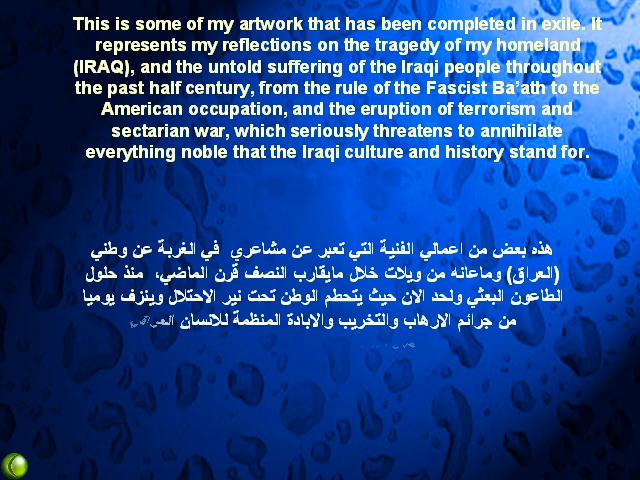 This is some of my artwork that has been completed in exile. It
represents my reflections on the tragedy of my homeland
(IRAQ), and the untold suffering of the Iraqi people throughout
the past half century, from the rule of the Fascist Ba’ath to the
American occupation, and the eruption of terrorism and
sectarian war, which seriously threatens to annihilate
everything noble that the Iraqi culture and history stand for.
هذه بعض من اعمالي الفنية التي تعبر عن مشاعري في الغربة عن وطني
(العراق) وماعانه من ويلات خلال مايقارب النصف قرن الماضي، منذ حلول
الطاعون البعثي ولحد الان حيث يتحطم الوطن تحت نير الاحتلال وينزف يوميا
من جرائم الارهاب والتخريب والابادة المنظمة للانسان